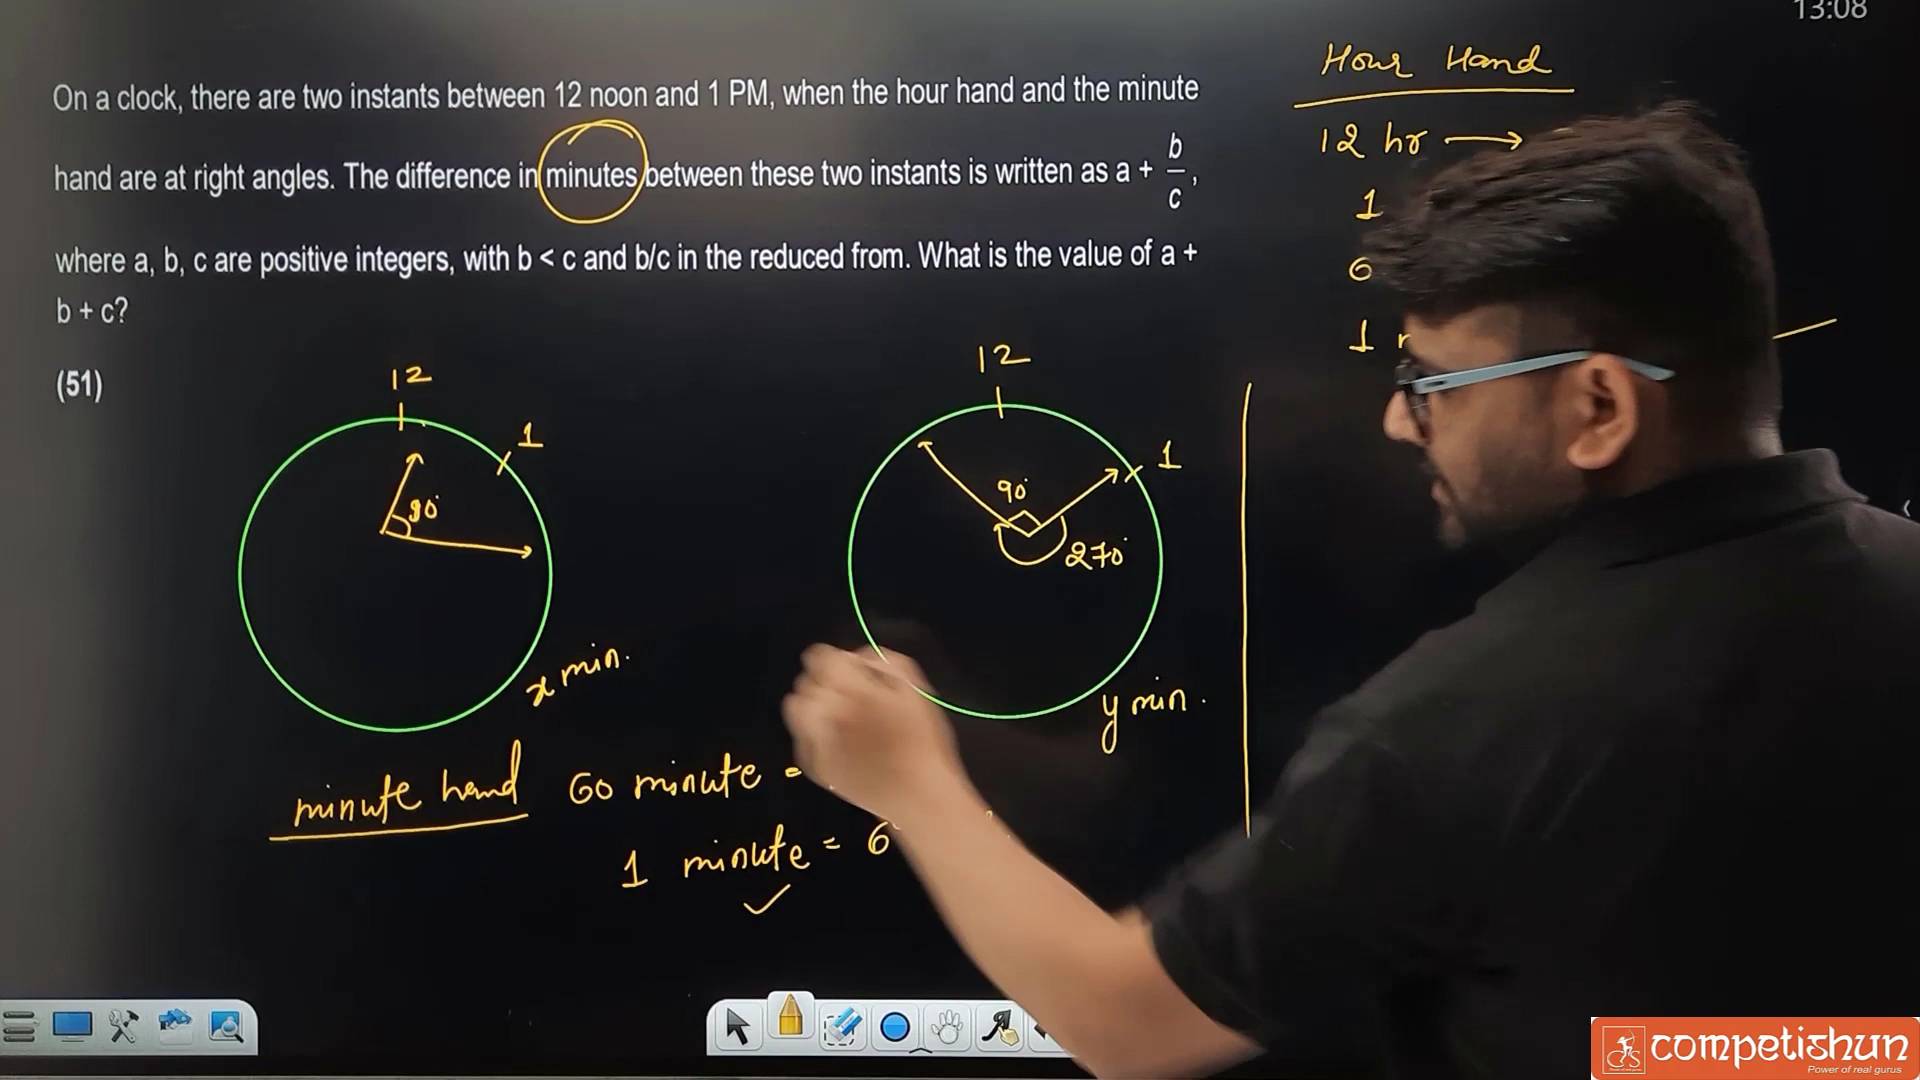 13:08
On a clock, there are two instants between 12 noon and 1 PM, when the hour hand and the minute
hand are at right angles. The difference in minutes between these two instants is written as a + b/c,
where a, b, c are positive integers, with b < c and b/c in the reduced from. What is the value of a +
b + c?
(51)
Hour Hand
12 hr →
1
6
1
12
1
90°
x min.
12
1
90°
270°
y min.
minute hand 60 minute =
1 minute = 6°
competishun
Power of real gurus